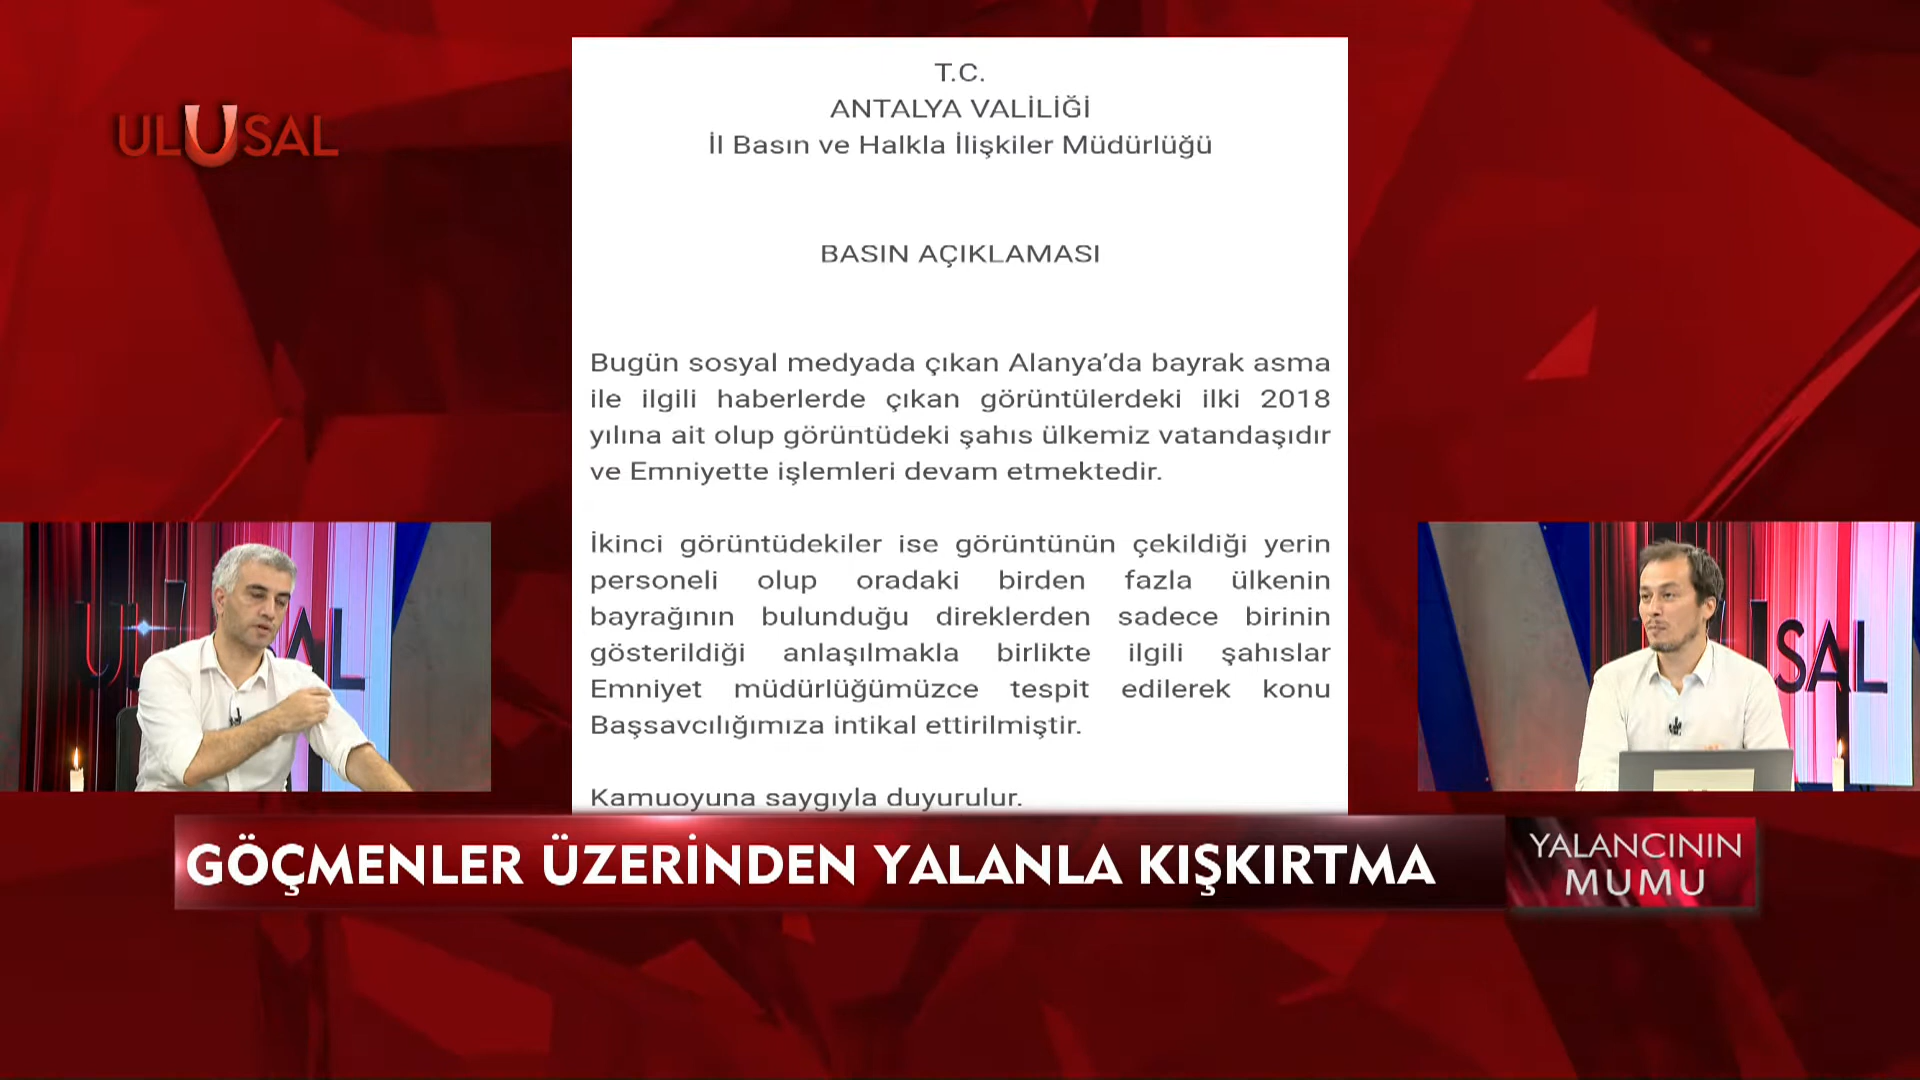 ULUSAL
T.C.
ANTALYA VALİLİĞİ
İl Basın ve Halkla İlişkiler Müdürlüğü
BASIN AÇIKLAMASI
Bugün sosyal medyada çıkan Alanya’da bayrak asma
ile ilgili haberlerde çıkan görüntülerdeki ilki 2018
yılına ait olup görüntüdeki şahıs ülkemiz vatandaşıdır
ve Emniyette işlemleri devam etmektedir.
İkinci görüntüdekiler ise görüntünün çekildiği yerin
personeli olup oradaki birden fazla ülkenin
bayrağının bulunduğu direklerden sadece birinin
gösterildiği anlaşılmakla birlikte ilgili şahıslar
Emniyet müdürlüğümüzce tespit edilerek konu
Başsavcılığımıza intikal ettirilmiştir.
Kamuoyuna saygıyla duyurulur.
GÖÇMENLER ÜZERİNDEN YALANLA KIŞKIRTMA
YALANCININ
MUMU